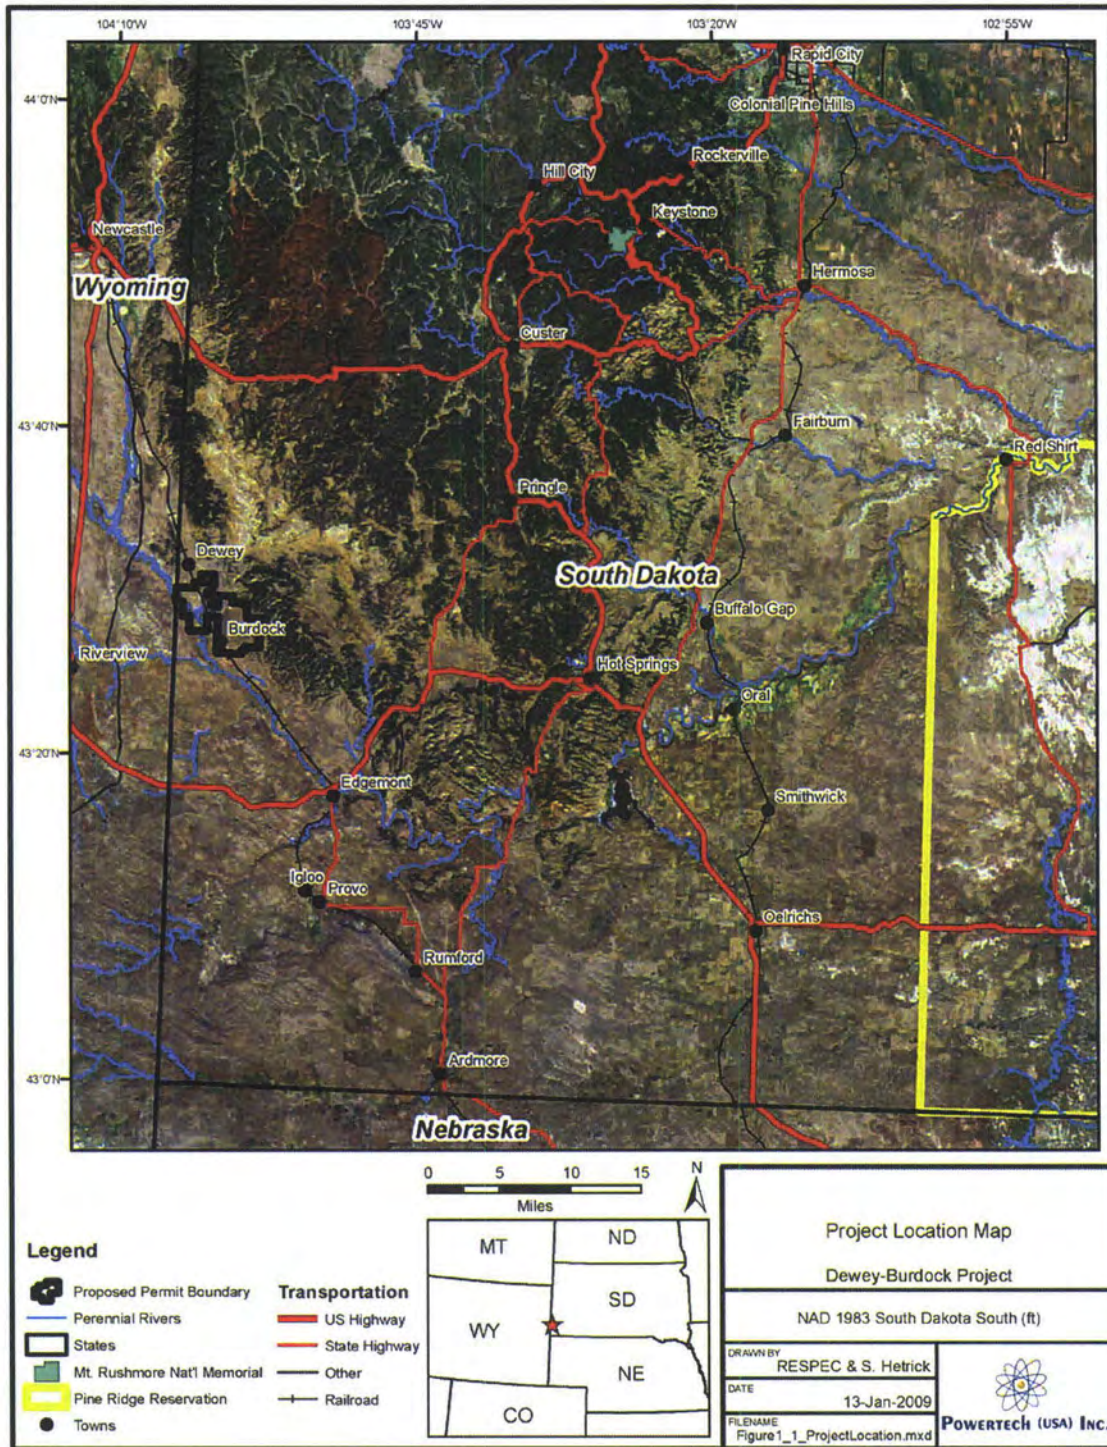 104°10'W 103°45'W 103°20'W 102°55'W
44°0'N
43°40'N
43°20'N
43°0'N
Rapid City
Colonial Pine Hills
Rockerville
Hill City
Keystone
Newcastle
Hermosa
Wyoming
Custer
Fairburn
Red Shirt
Pringle
Dewey
South Dakota
Buffalo Gap
Burdock
Riverview
Hot Springs
Oral
Edgemont
Smithwick
Igloo
Provo
Oelrichs
Rumford
Ardmore
Nebraska
0 5 10 15
Miles
N
Legend
Proposed Permit Boundary
Perennial Rivers
States
Mt. Rushmore Nat'l Memorial
Pine Ridge Reservation
Towns
Transportation
US Highway
State Highway
Other
Railroad
MT
ND
SD
WY
NE
CO
Project Location Map
Dewey-Burdock Project
NAD 1983 South Dakota South (ft)
DRAWN BY
RESPEC & S. Hetrick
DATE
13-Jan-2009
FILENAME
Figure1_1_ProjectLocation.mxd
POWERTECH (USA) INC.